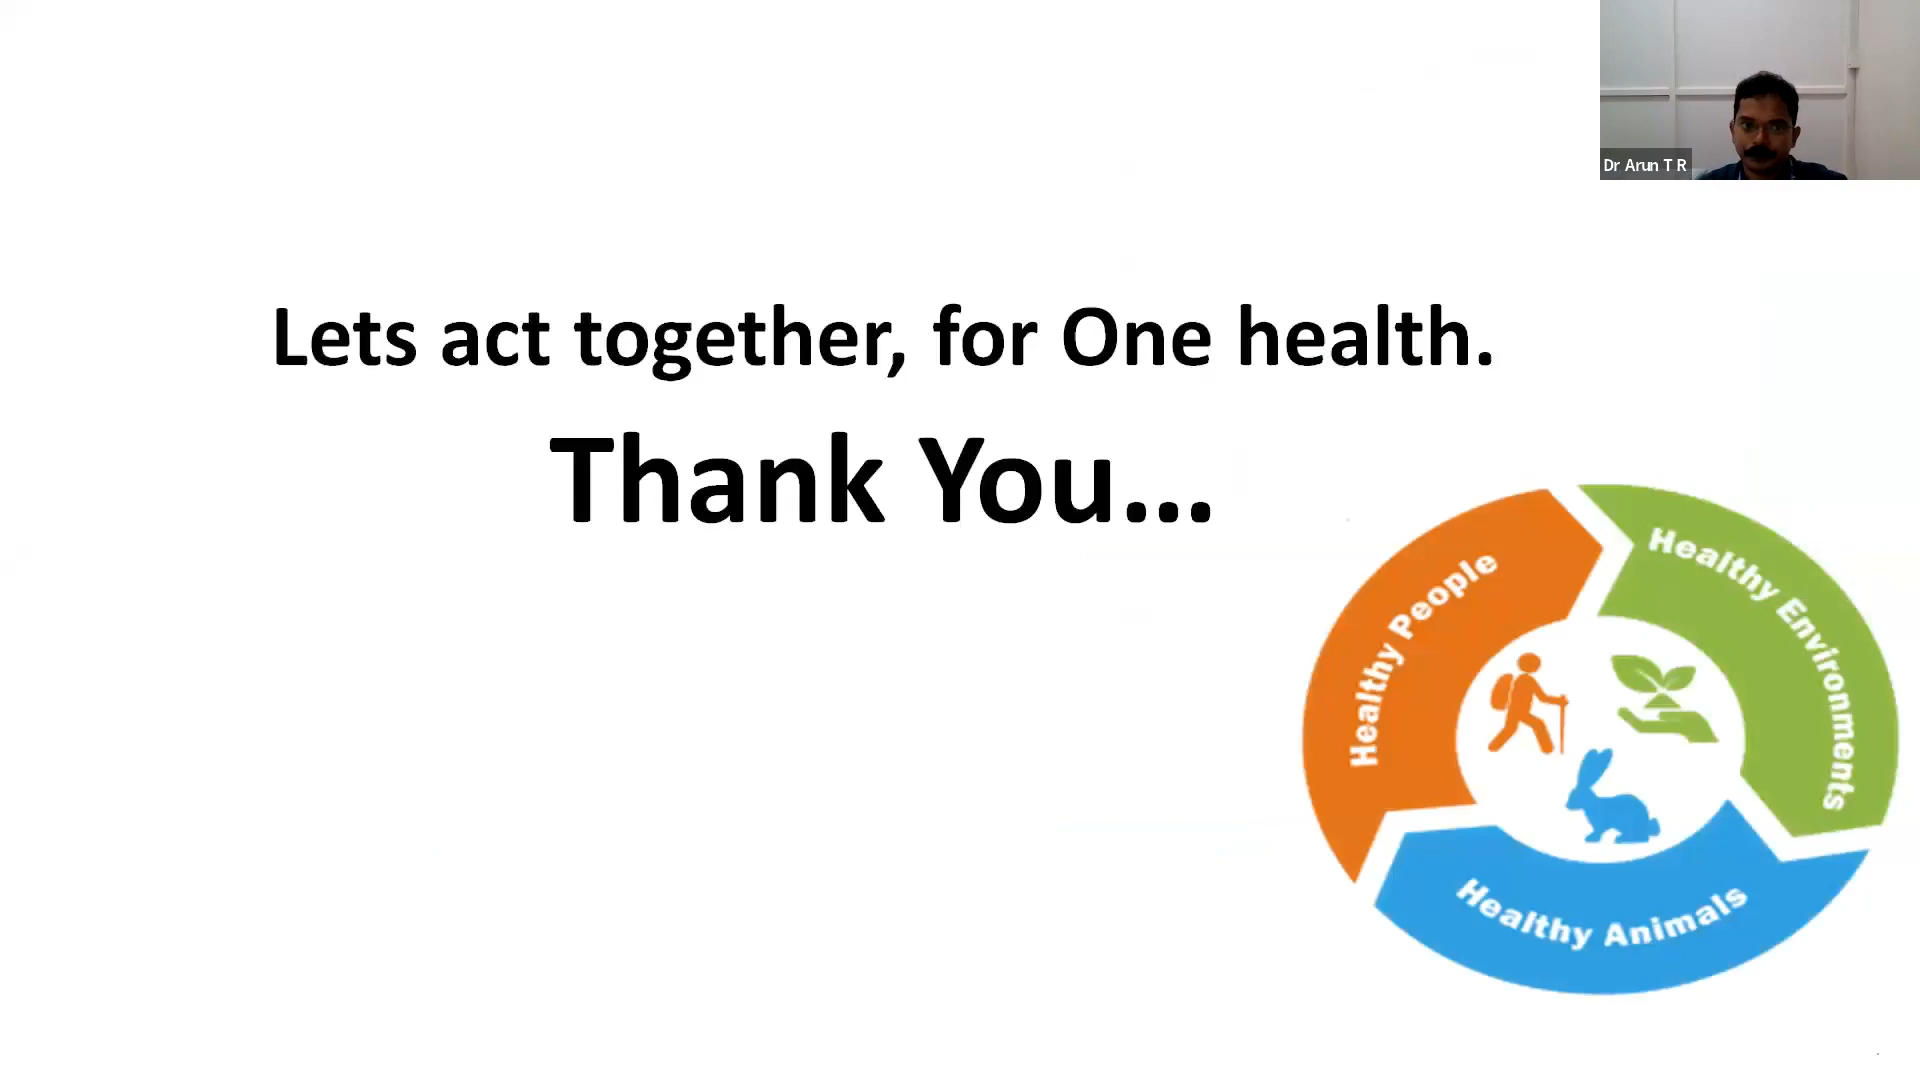 Dr Arun T R
Lets act together, for One health.
Thank You...
Healthy People
Healthy Environments
Healthy Animals